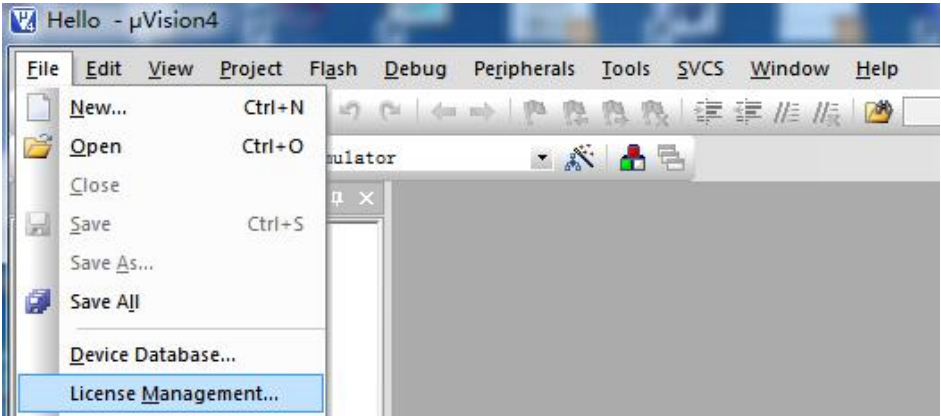 Hello - µVision4
File Edit View Project Flash Debug Peripherals Tools SVCS Window Help
New... Ctrl+N
Open Ctrl+O
Close
Save Ctrl+S
Save As...
Save All
Device Database...
License Management...